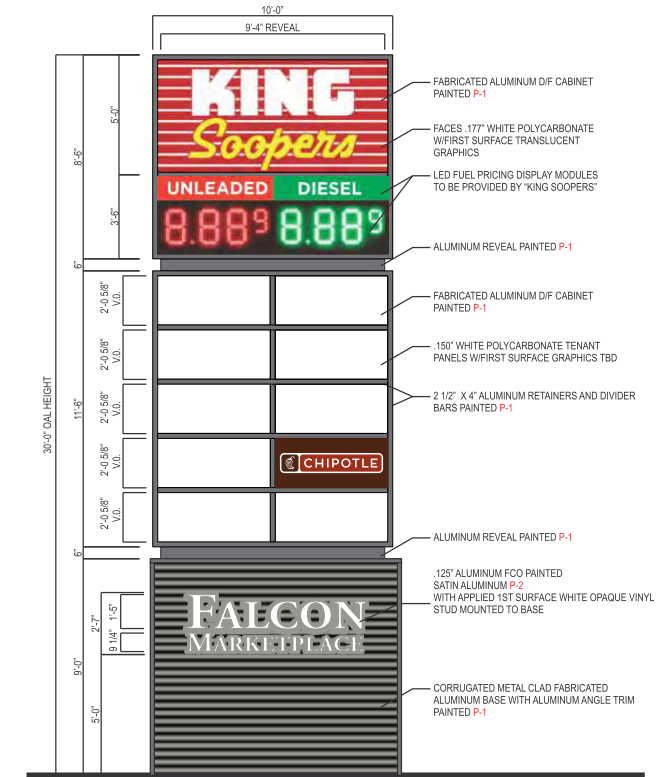 10'-0"
9'-4" REVEAL
KING
Soopers
UNLEADED DIESEL
8.88 9 8.88 9
FALCON
MARKETPLACE
CHIPOTLE
FABRICATED ALUMINUM D/F CABINET
PAINTED P-1
FACES .177" WHITE POLYCARBONATE
W/FIRST SURFACE TRANSLUCENT
GRAPHICS
LED FUEL PRICING DISPLAY MODULES
TO BE PROVIDED BY "KING SOOPERS"
ALUMINUM REVEAL PAINTED P-1
FABRICATED ALUMINUM D/F CABINET
PAINTED P-1
.150" WHITE POLYCARBONATE TENANT
PANELS W/FIRST SURFACE GRAPHICS TBD
2 1/2" X 4" ALUMINUM RETAINERS AND DIVIDER
BARS PAINTED P-1
ALUMINUM REVEAL PAINTED P-1
.125" ALUMINUM FCO PAINTED
SATIN ALUMINUM P-2
WITH APPLIED 1ST SURFACE WHITE OPAQUE VINYL
STUD MOUNTED TO BASE
CORRUGATED METAL CLAD FABRICATED
ALUMINUM BASE WITH ALUMINUM ANGLE TRIM
PAINTED P-1
30'-0" OAL HEIGHT
8'-6"
6"
11'-6"
6"
9'-0"
5'-0"
3'-6"
2'-0 5/8"
V.O.
2'-0 5/8"
V.O.
2'-0 5/8"
V.O.
2'-0 5/8"
V.O.
2'-0 5/8"
V.O.
2'-7"
1'-5"
9 1/4"
5'-0"